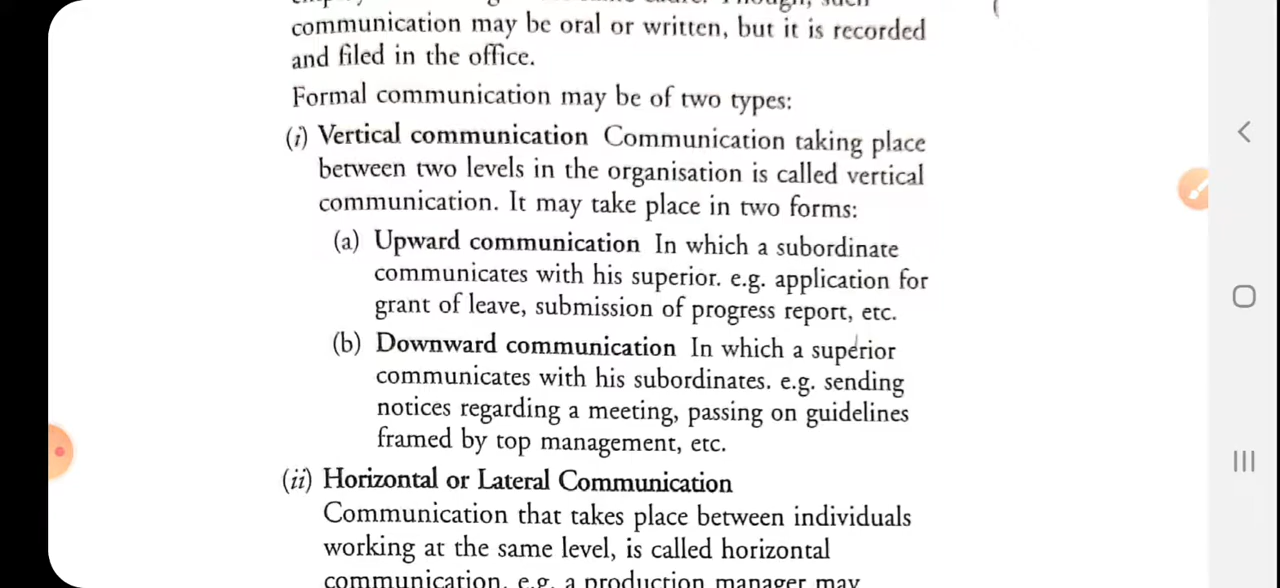 communication may be oral or written, but it is recorded
and filed in the office.
Formal communication may be of two types:
(i) Vertical communication Communication taking place
between two levels in the organisation is called vertical
communication. It may take place in two forms:
(a) Upward communication In which a subordinate
communicates with his superior. e.g. application for
grant of leave, submission of progress report, etc.
(b) Downward communication In which a superior
communicates with his subordinates. e.g. sending
notices regarding a meeting, passing on guidelines
framed by top management, etc.
(ii) Horizontal or Lateral Communication
Communication that takes place between individuals
working at the same level, is called horizontal
communication. e.g. a production manager may